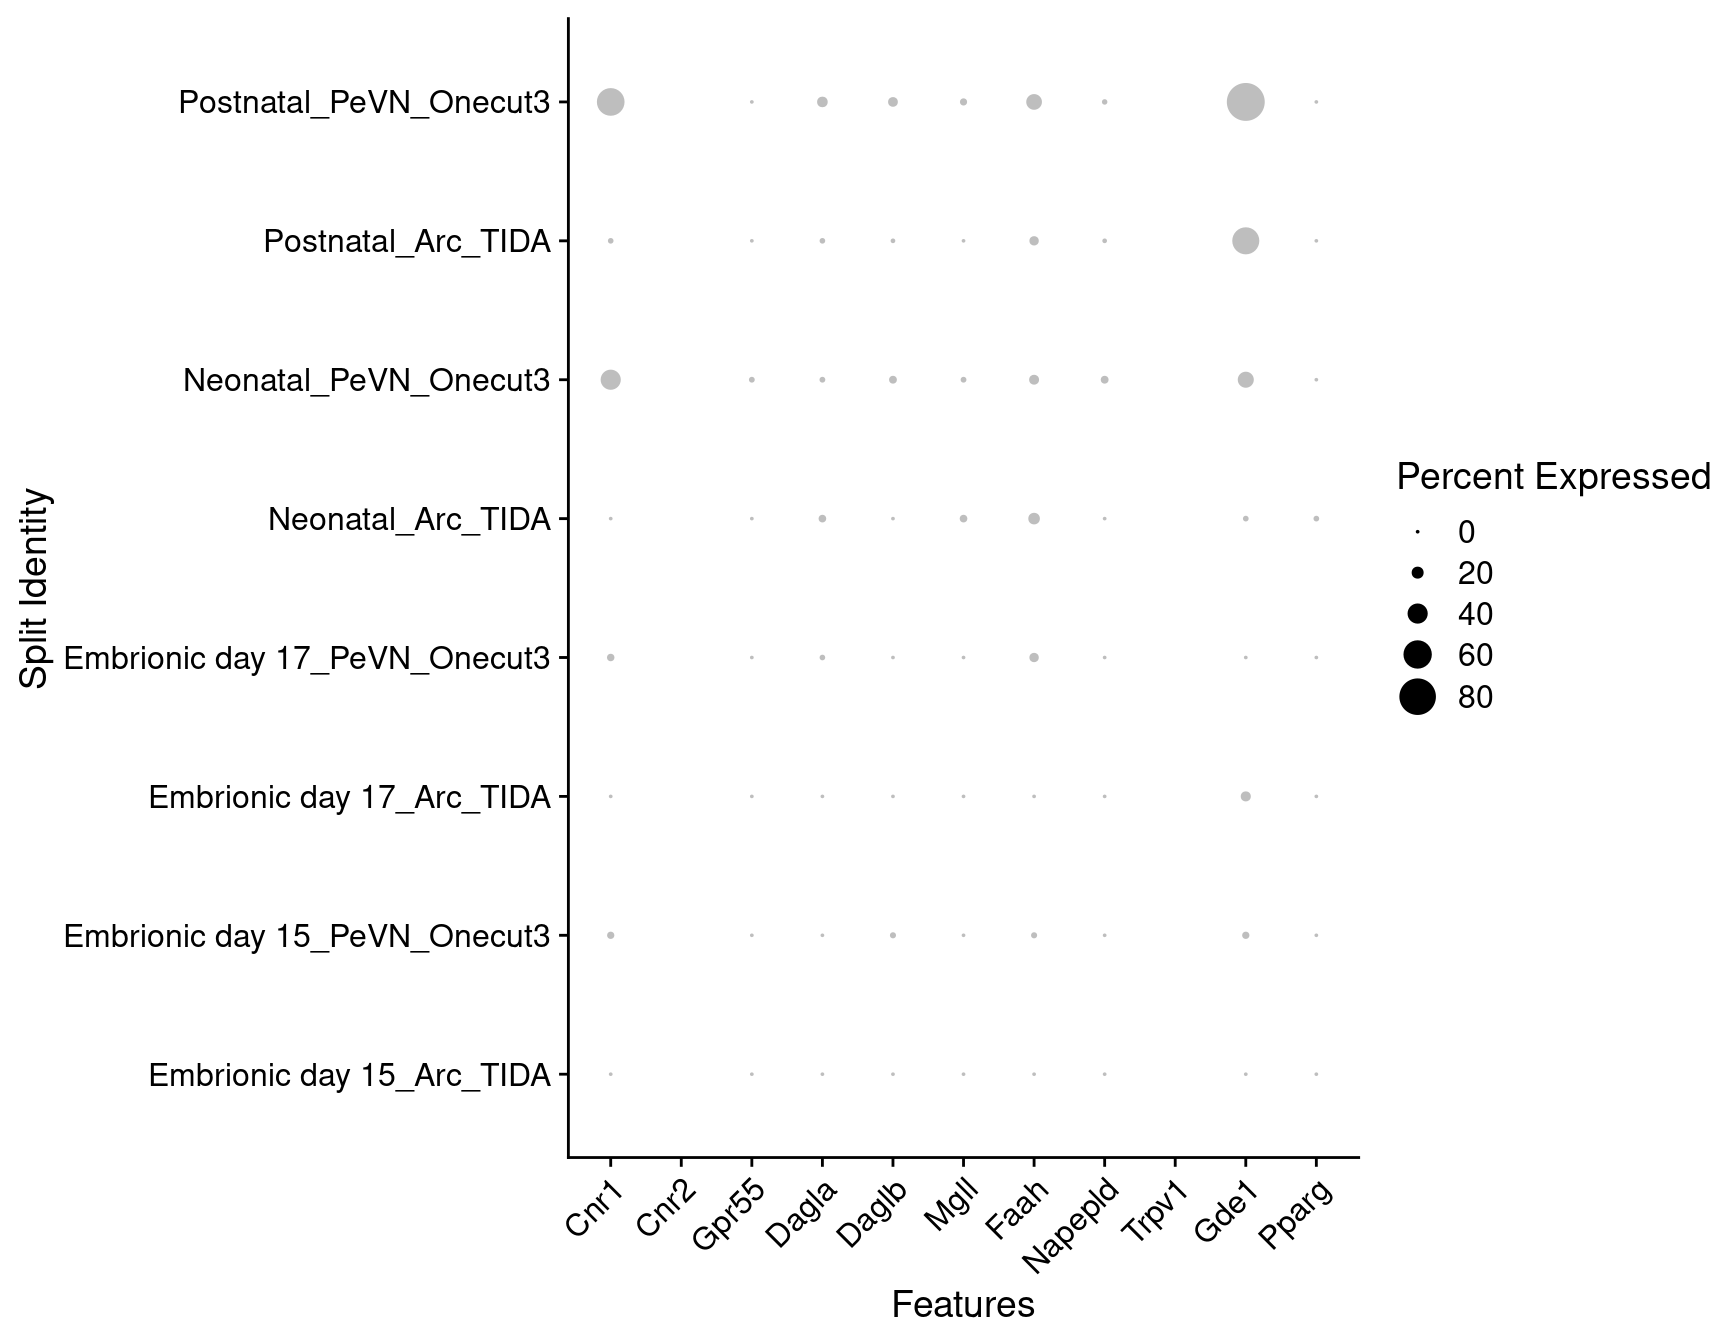 Split Identity
Postnatal_PeVN_Onecut3
Postnatal_Arc_TIDA
Neonatal_PeVN_Onecut3
Neonatal_Arc_TIDA
Embrionic day 17_PeVN_Onecut3
Embrionic day 17_Arc_TIDA
Embrionic day 15_PeVN_Onecut3
Embrionic day 15_Arc_TIDA
Cnr1
Cnr2
Gpr55
Dagla
Daglb
Mgll
Faah
Napepld
Trpv1
Gde1
Pparg
Features
Percent Expressed
0
20
40
60
80